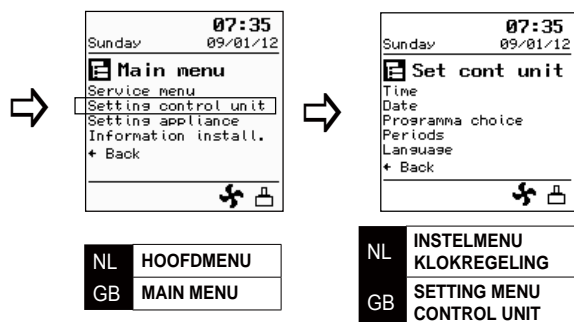 07:35
Sunday 09/01/12
Main menu
Service menu
Setting control unit
Setting appliance
Information install.
← Back
NL HOOFDMENU
GB MAIN MENU
07:35
Sunday 09/01/12
Set cont unit
Time
Date
Programma choice
Periods
Language
← Back
NL INSTELMENU
KLOKREGELING
GB SETTING MENU
CONTROL UNIT